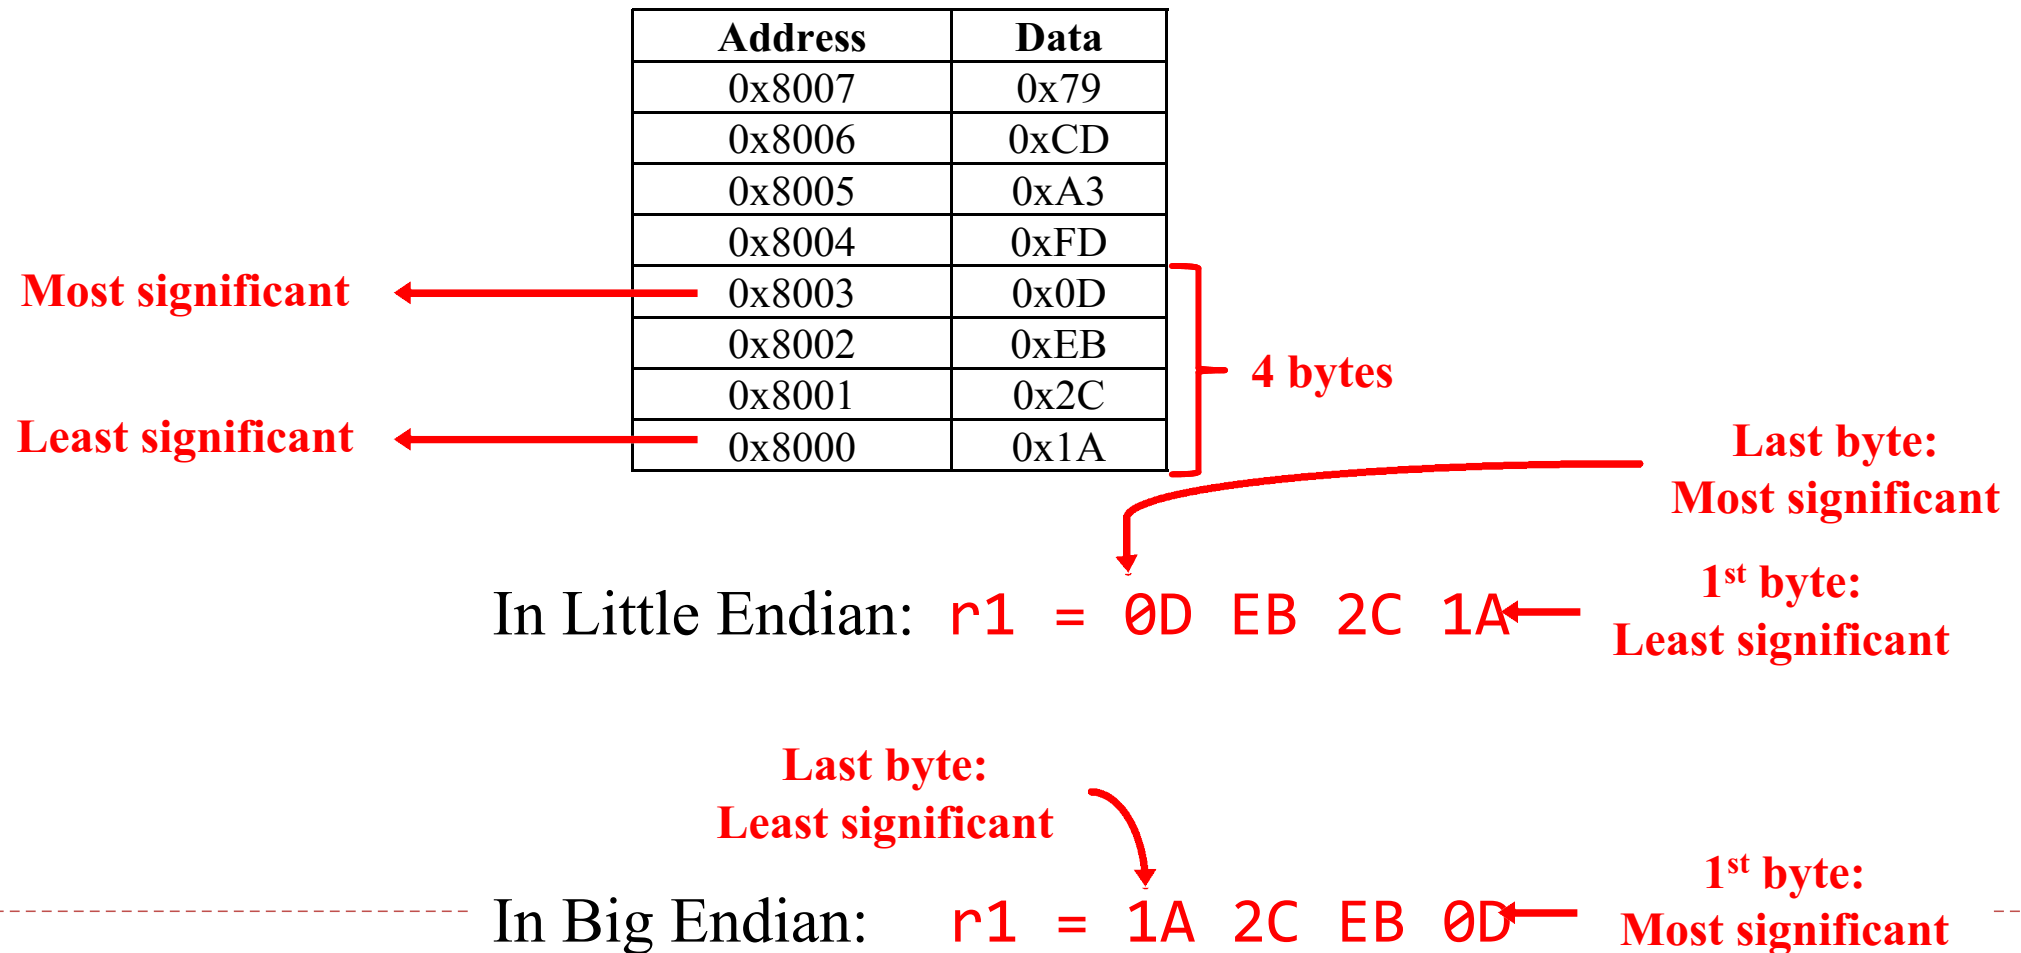 Address Data
0x8007 0x79
0x8006 0xCD
0x8005 0xA3
0x8004 0xFD
Most significant 0x8003 0x0D
0x8002 0xEB
4 bytes
0x8001 0x2C
Least significant 0x8000 0x1A
Last byte:
Most significant
In Little Endian: r1 = 0D EB 2C 1A
1st byte:
Least significant
Last byte:
Least significant
In Big Endian: r1 = 1A 2C EB 0D
1st byte:
Most significant